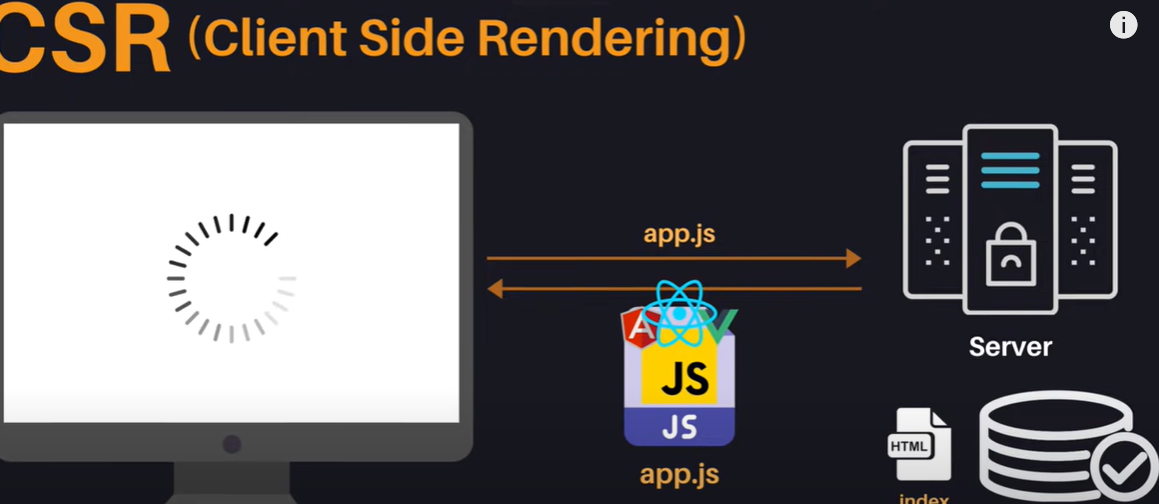 CSR (Client Side Rendering)
i
app.js
A
JS
JS
app.js
Server
HTML
index